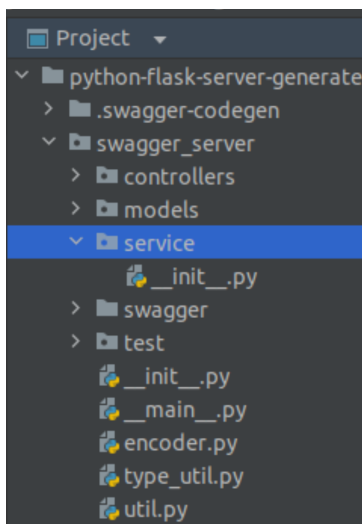 Project
python-flask-server-generate
.swagger-codegen
swagger_server
controllers
models
service
__init__.py
swagger
test
__init__.py
__main__.py
encoder.py
type_util.py
util.py